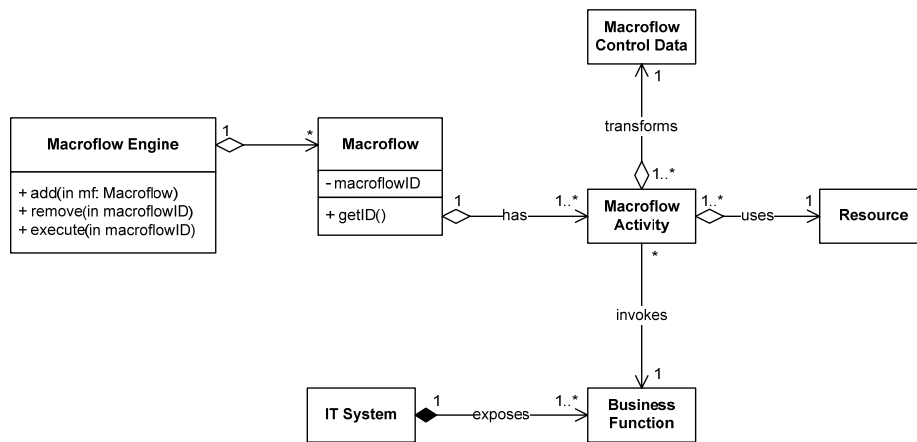 Macroflow
Control Data
1
transforms
1..*
Macroflow Engine
+ add(in mf: Macroflow)
+ remove(in macroflowID)
+ execute(in macroflowID)
1
*
Macroflow
- macroflowID
+ getID()
1
has
1..*
Macroflow
Activity
1..*
uses
1
Resource
*
invokes
1
IT System
1
exposes
1..*
Business
Function